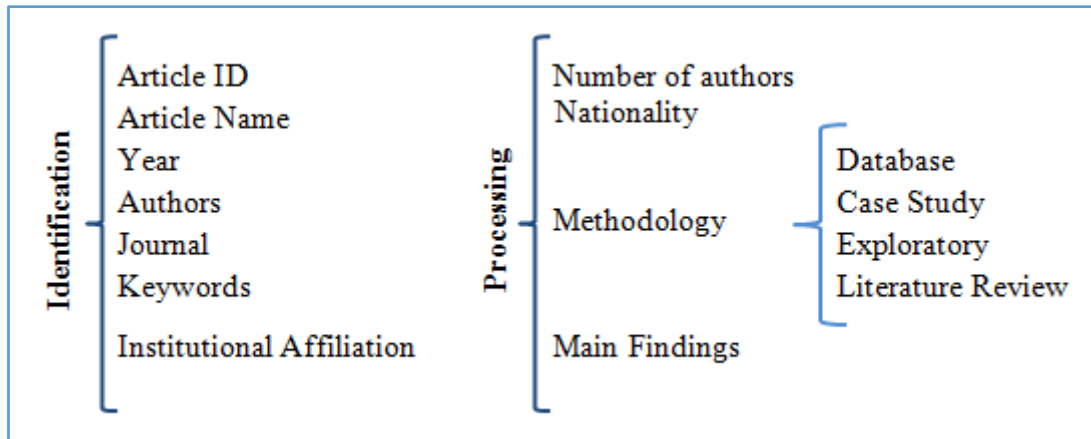 Identification
Article ID
Article Name
Year
Authors
Journal
Keywords
Institutional Affiliation
Processing
Number of authors
Nationality
Methodology
Database
Case Study
Exploratory
Literature Review
Main Findings